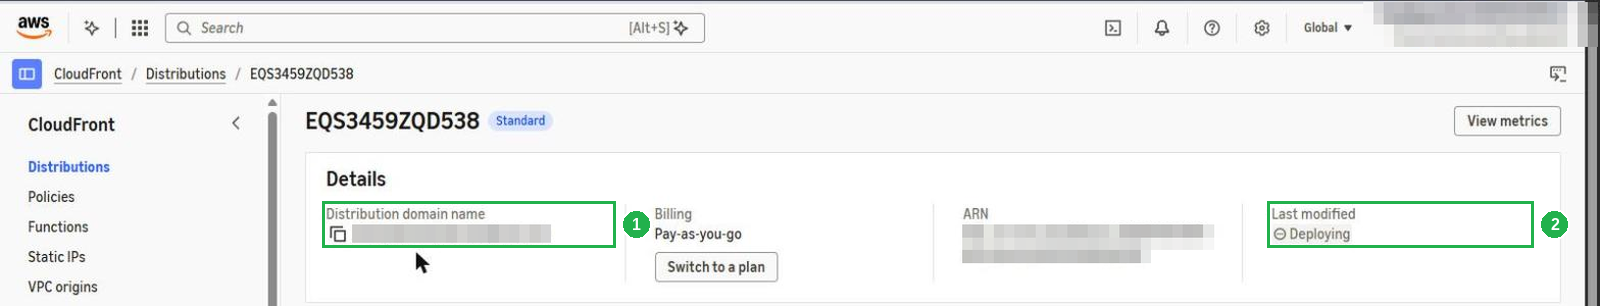 aws
Search [Alt+S] Global
CloudFront / Distributions / EQS3459ZQD538
CloudFront
Distributions
Policies
Functions
Static IPs
VPC origins
EQS3459ZQD538 Standard View metrics
Details
Distribution domain name
1
Billing
Pay-as-you-go
Switch to a plan
ARN
Last modified
Deploying
2